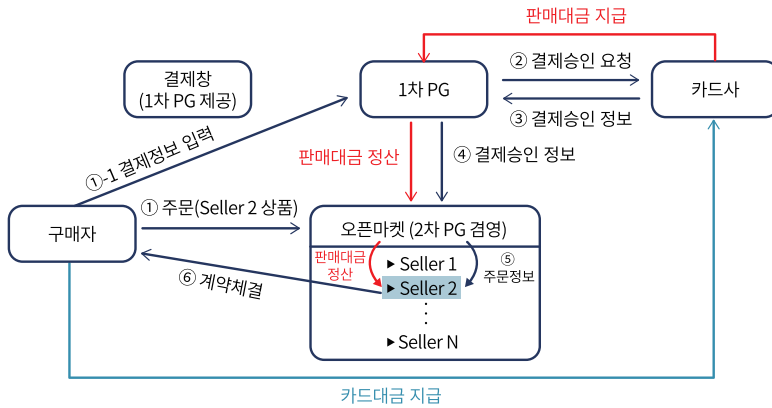 판매대금 지급
결제창
(1차 PG 제공)
1차 PG
② 결제승인 요청
카드사
③ 결제승인 정보
①-1 결제정보 입력
판매대금 정산
④ 결제승인 정보
구매자
① 주문(Seller 2 상품)
오픈마켓 (2차 PG 겸영)
판매대금
정산
▶ Seller 1
⑤
주문정보
▶ Seller 2
⑥ 계약체결
⋮
▶ Seller N
카드대금 지급